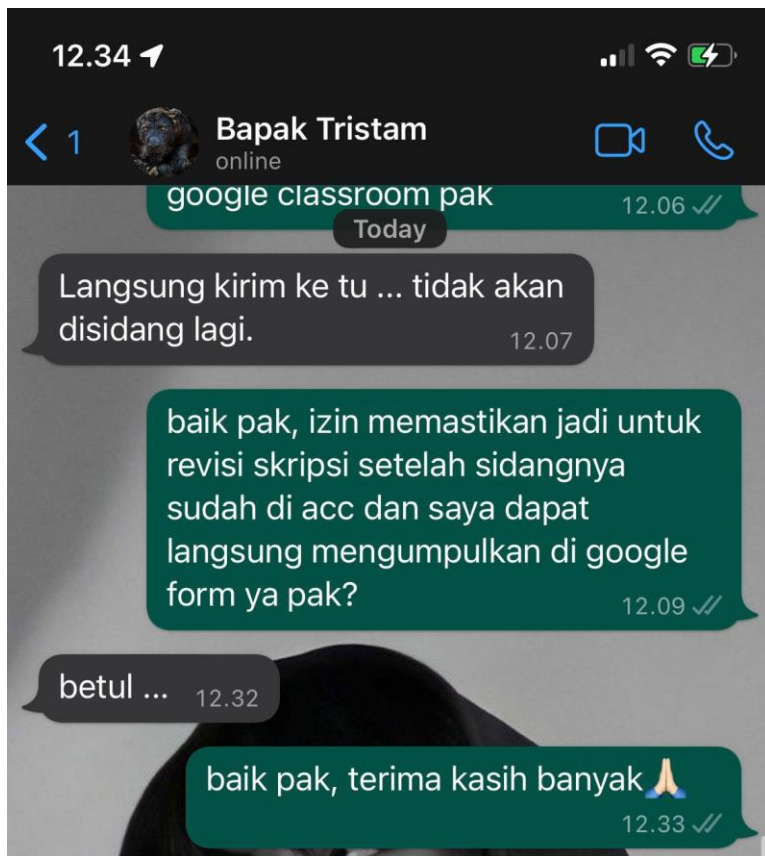 12.34
1
Bapak Tristam
online
google classroom pak
12.06
Today
Langsung kirim ke tu ... tidak akan
disidang lagi.
12.07
baik pak, izin memastikan jadi untuk
revisi skripsi setelah sidangnya
sudah di acc dan saya dapat
langsung mengumpulkan di google
form ya pak?
12.09
betul ... 12.32
baik pak, terima kasih banyak🙏🏻
12.33